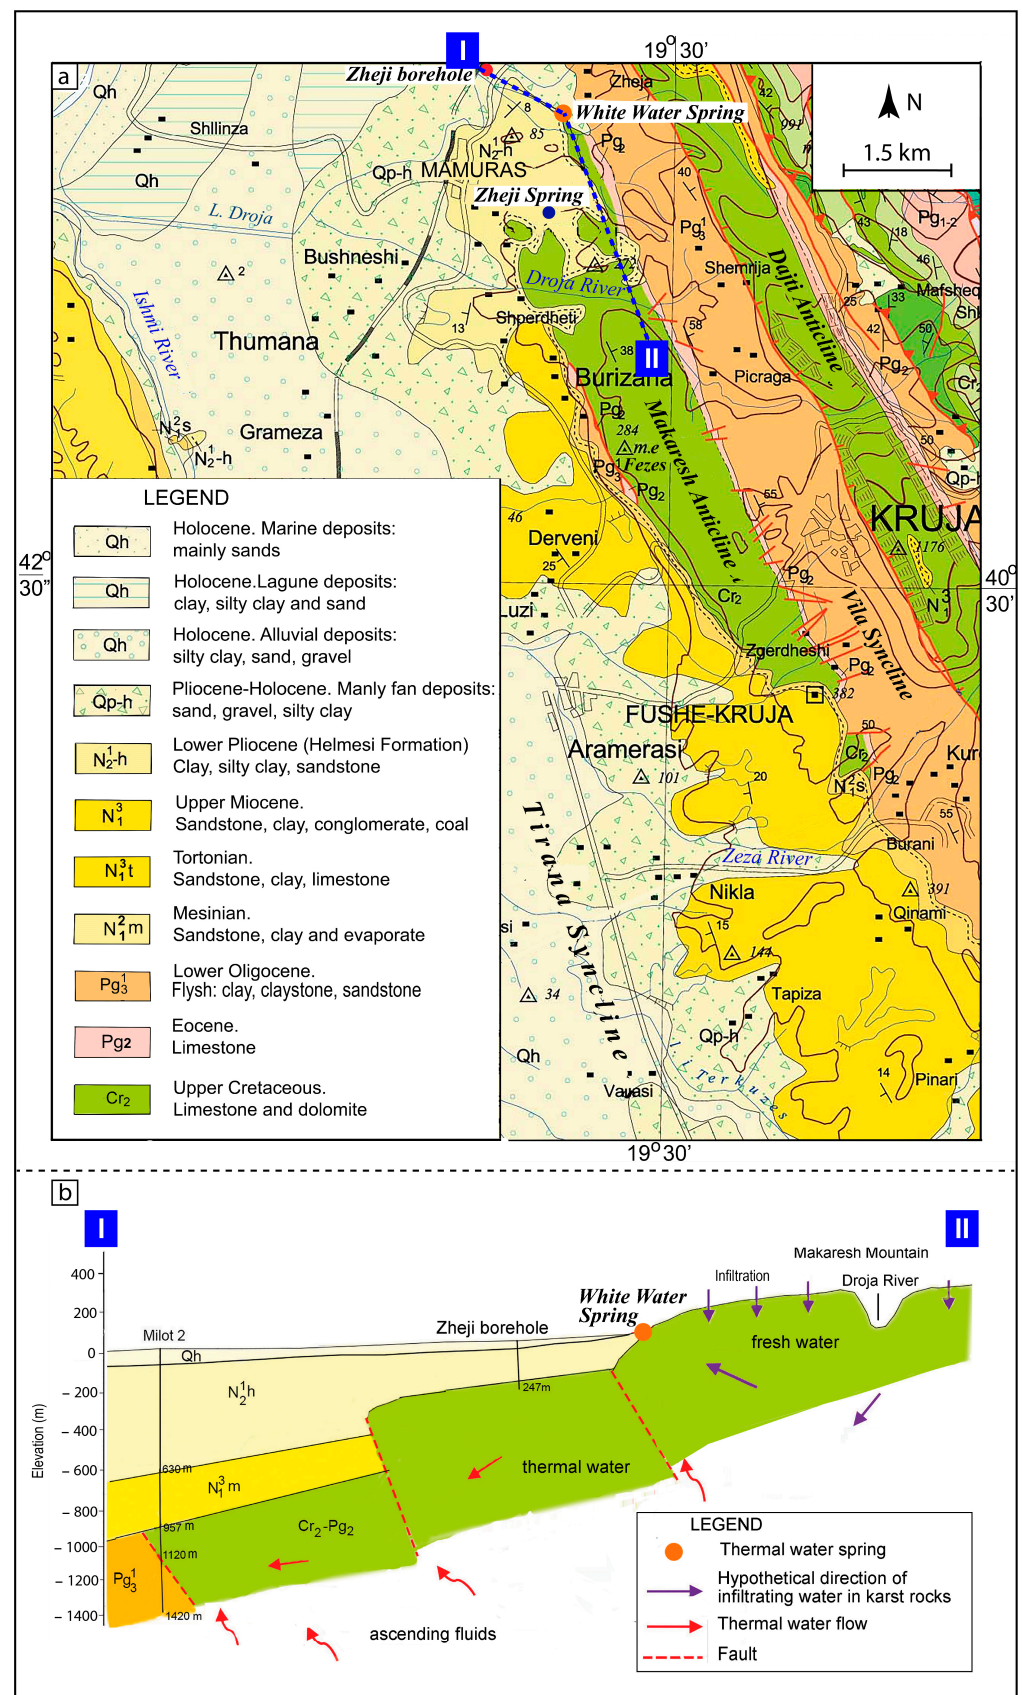 I
19° 30'
a
Zheji borehole
Zheja
42
991
N
1.5 km
Qh
8
White Water Spring
Shllinza
85
N₂¹-h
Pg₂
Qh
Qp-h
MAMURAS
40
Zheji Spring
43
Pg₁₋₂
L. Droja
Pg₃¹
18
Bushneshi
272
46
2
Shemrija
Dajti Anticline
Droja River
25
33
Mafsheq
Ishmi River
Shperdheti
13
58
42
50
Thumana
38
II
Pg₂
Burizana
Picraga
Cr₂
Pg₂
Makaresh Anticline
N₁²s
284
Grameza
m.e
50
N₂¹-h
Fezes
Pg₃¹
Qp-h
Pg₂
55
LEGEND
46
KRUJA
Holocene. Marine deposits:
Qh
mainly sands
Derveni
1176
42°
30"
25
40°
30'
Holocene.Lagune deposits:
Qh
clay, silty clay and sand
Pg₂
Cr₂
N₁³
Luzi
Vila Syncline
Holocene. Alluvial deposits:
Qh
silty clay, sand, gravel
Zgerdheshi
Pg₂
Pliocene-Holocene. Manly fan deposits:
Qp-h
sand, gravel, silty clay
382
FUSHE-KRUJA
50
Lower Pliocene (Helmesi Formation)
N₂¹-h
Clay, silty clay, sandstone
Aramerasi
Cr₂
101
20
Pg₂
N₁²s
Upper Miocene.
N₁³
Sandstone, clay, conglomerate, coal
Tirana Syncline
55
Burani
Tortonian.
N₁³t
Sandstone, clay, limestone
Zeza River
Nikla
391
Mesinian.
N₁²m
Sandstone, clay and evaporate
Qinami
si
15
144
Lower Oligocene.
Pg₃¹
Flysh: clay, claystone, sandstone
34
Tapiza
Eocene.
Pg₂
Limestone
Qp-h
Qh
Upper Cretaceous.
Cr₂
Limestone and dolomite
14
Pinari
19° 30'
b
I
II
Makaresh Mountain
400
Infiltration
Droja River
White Water
Spring
200
Milot 2
Zheji borehole
0
Qh
fresh water
N₂¹h
247m
– 200
– 400
Elevation (m)
630 m
thermal water
– 600
N₁³m
– 800
957 m
Cr₂-Pg₂
– 1000
1120 m
Pg₃¹
– 1200
– 1400
1420 m
ascending fluids
LEGEND
Thermal water spring
Hypothetical direction of
infiltrating water in karst rocks
Thermal water flow
Fault